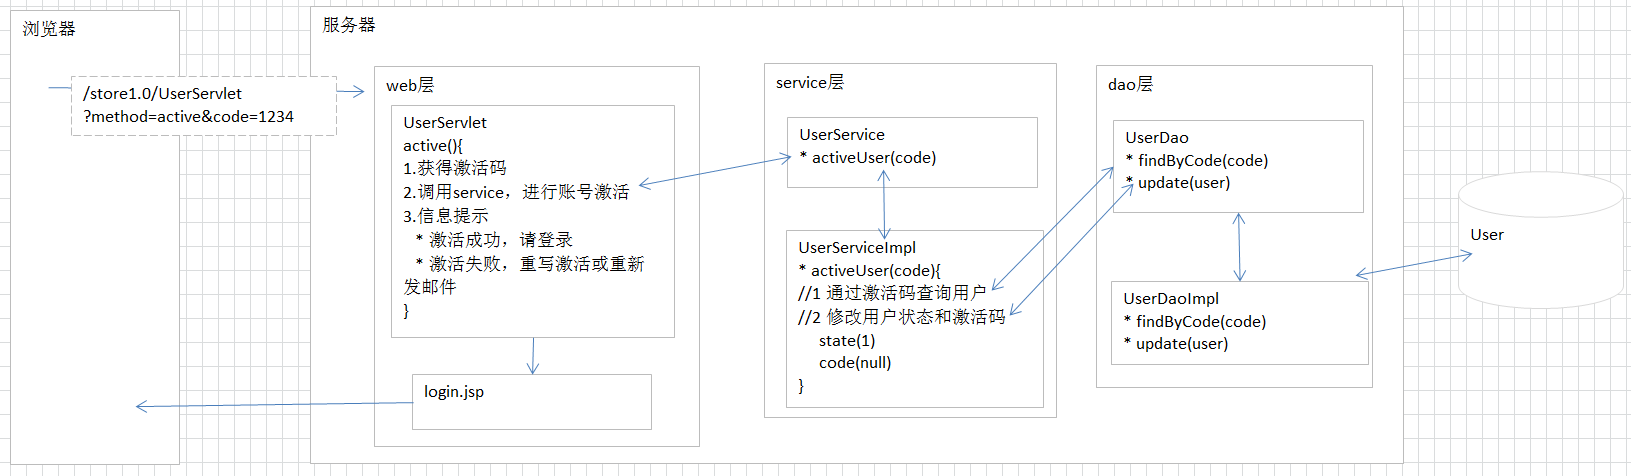 浏览器
/store1.0/UserServlet
?method=active&code=1234
服务器
web层
UserServlet
active(){
1.获得激活码
2.调用service，进行账号激活
3.信息提示
* 激活成功，请登录
* 激活失败，重写激活或重新
发邮件
}
login.jsp
service层
UserService
* activeUser(code)
UserServiceImpl
* activeUser(code){
//1 通过激活码查询用户
//2 修改用户状态和激活码
state(1)
code(null)
}
dao层
UserDao
* findByCode(code)
* update(user)
UserDaoImpl
* findByCode(code)
* update(user)
User